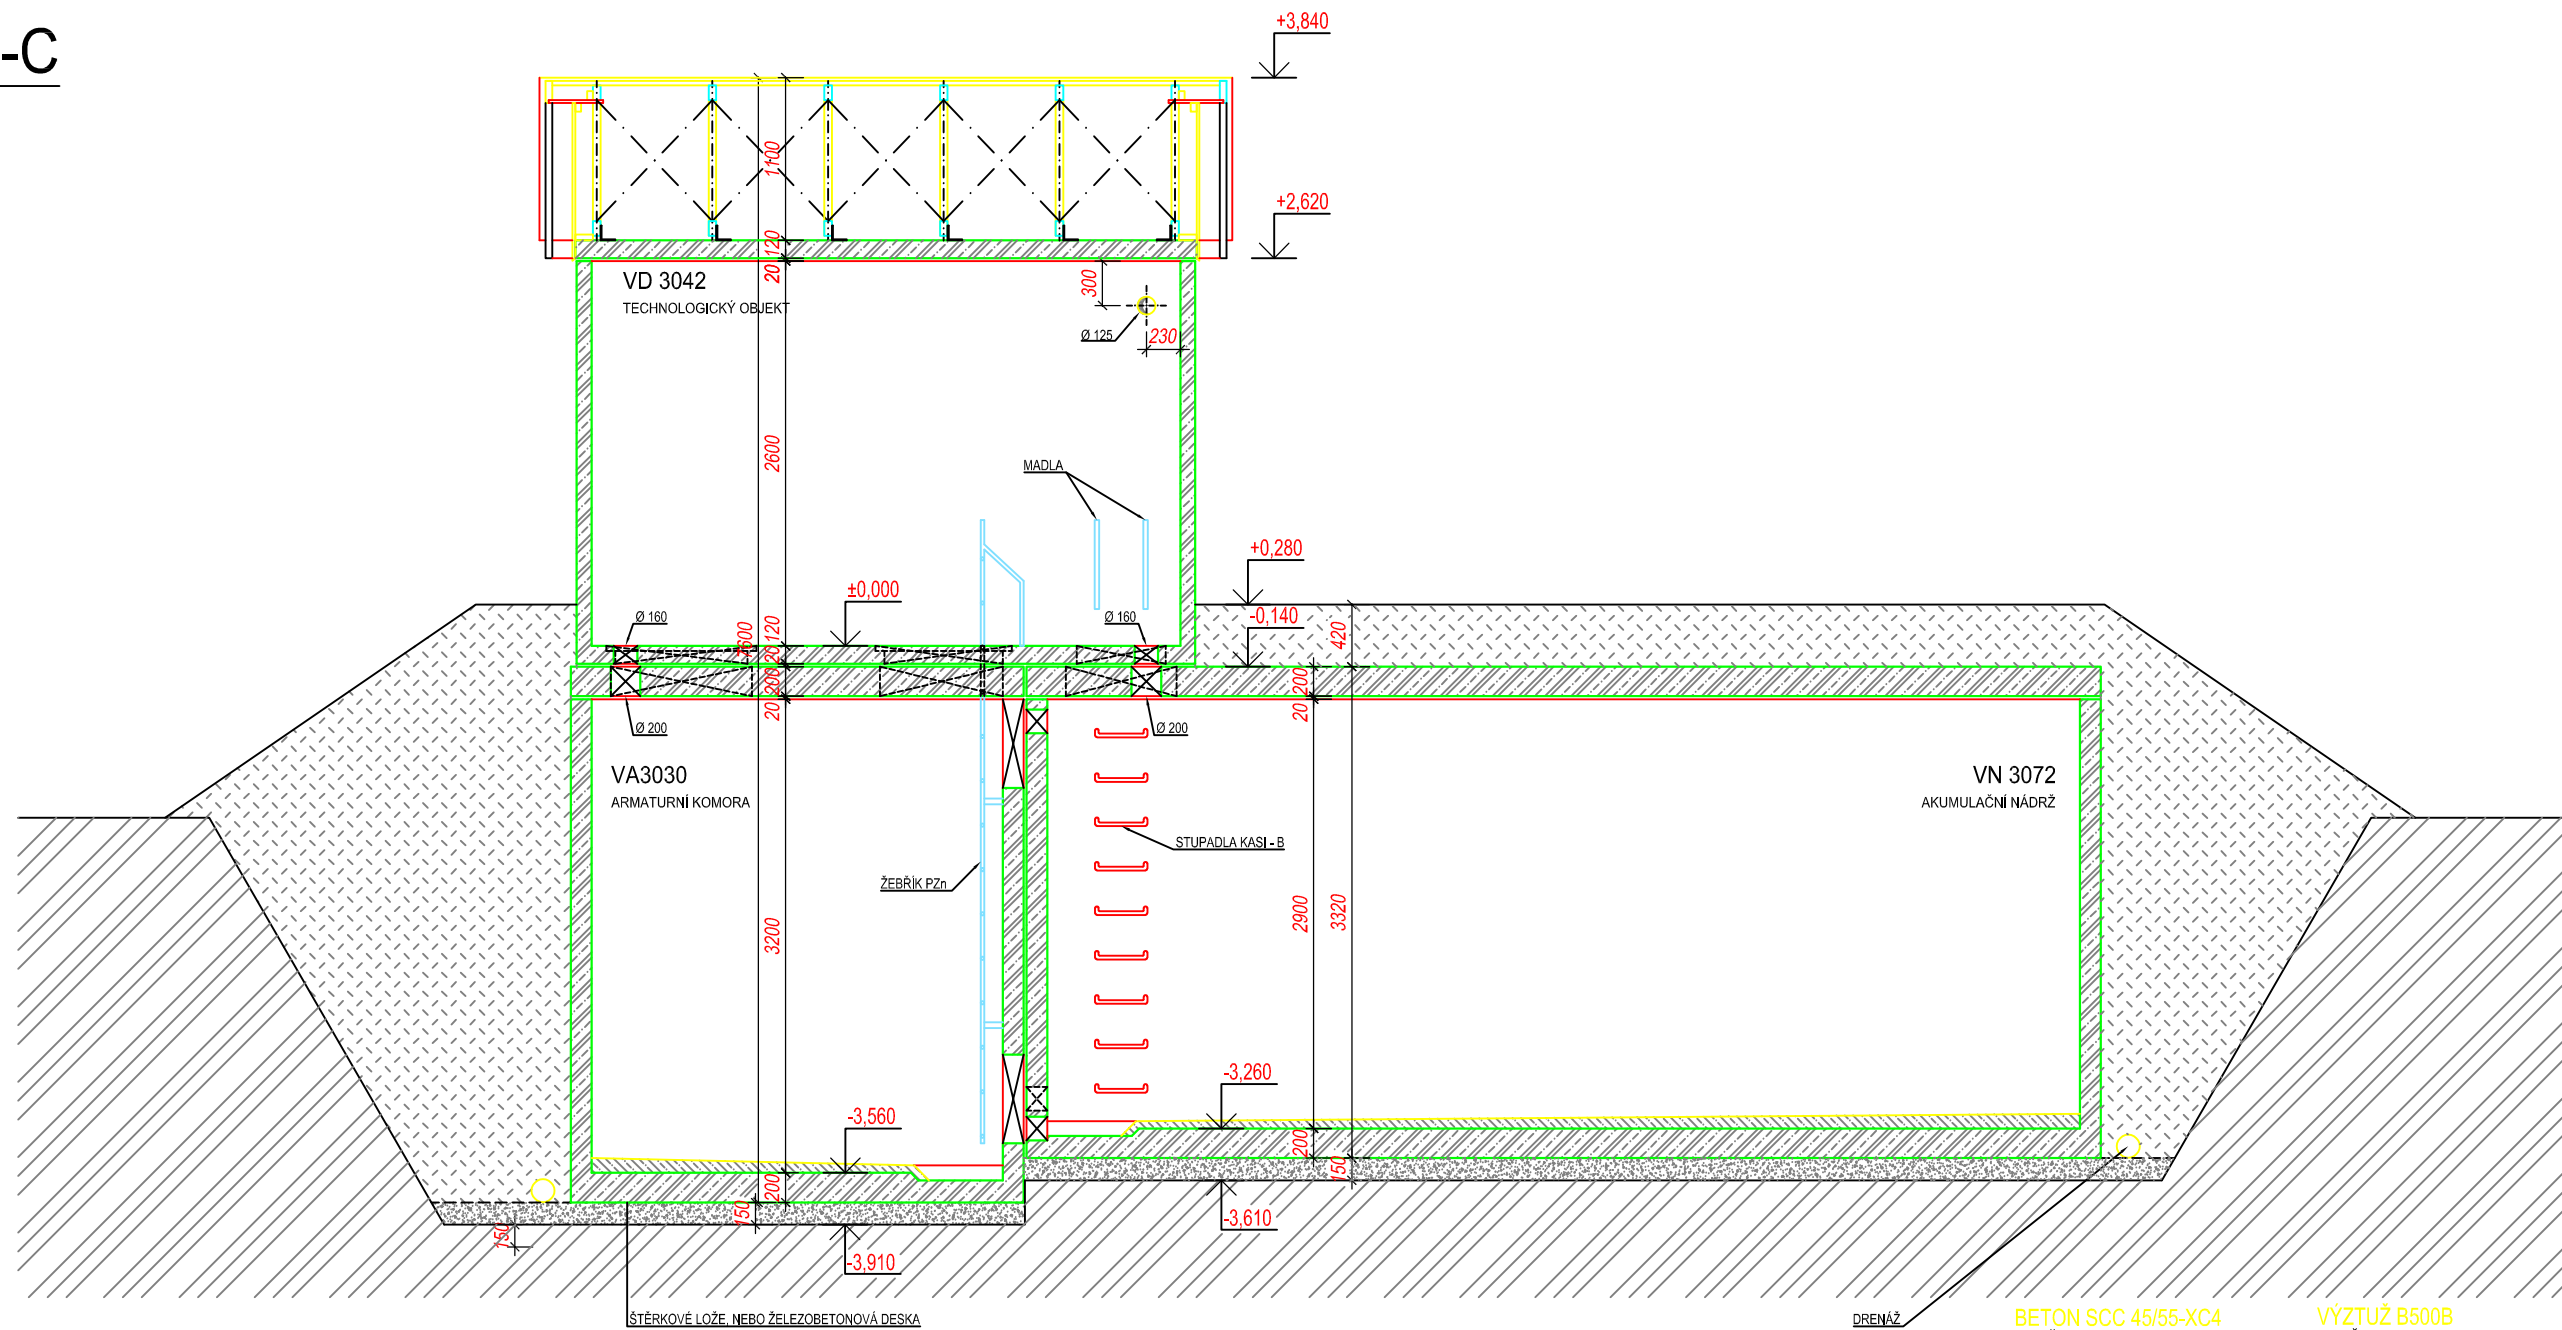 -C
+3,840
+2,620
1100
120
20
VD 3042
TECHNOLOGICKÝ OBJEKT
300
Ø 125
230
2600
MADLA
+0,280
±0,000
-0,140
Ø 160
7600
120
Ø 160
420
20
200
200
20
20
Ø 200
Ø 200
VA3030
ARMATURNÍ KOMORA
VN 3072
AKUMULAČNÍ NÁDRŽ
STUPADLA KASI - B
ŽEBŘÍK PZn
3200
2900
3320
-3,260
-3,560
200
150
200
150
150
-3,610
-3,910
ŠTĚRKOVÉ LOŽE, NEBO ŽELEZOBETONOVÁ DESKA
DRENÁŽ
BETON SCC 45/55-XC4
VÝZTUŽ B500B